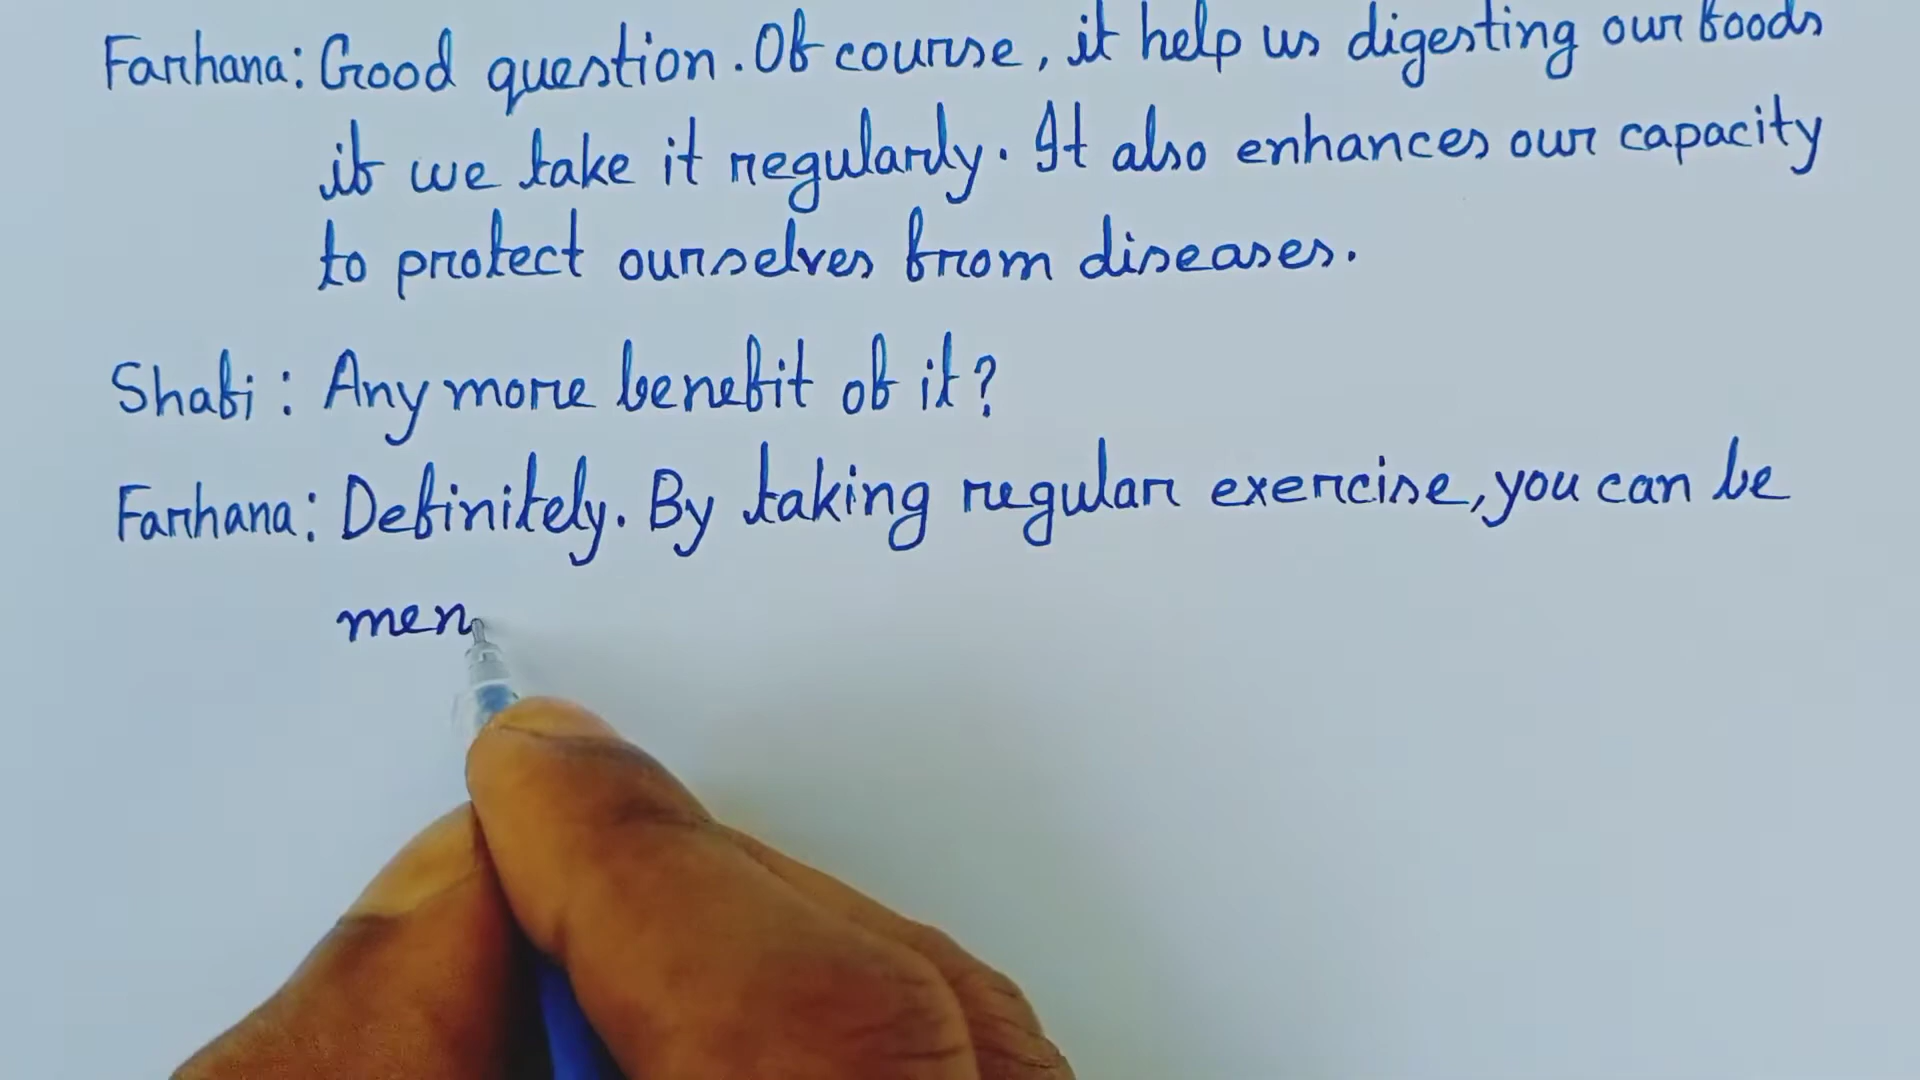 Farhana: Good question. Of course, it help us digesting our foods
if we take it regularly. It also enhances our capacity
to protect ourselves from diseases.
Shafi: Any more benefit of it?
Farhana: Definitely. By taking regular exercise, you can be
men